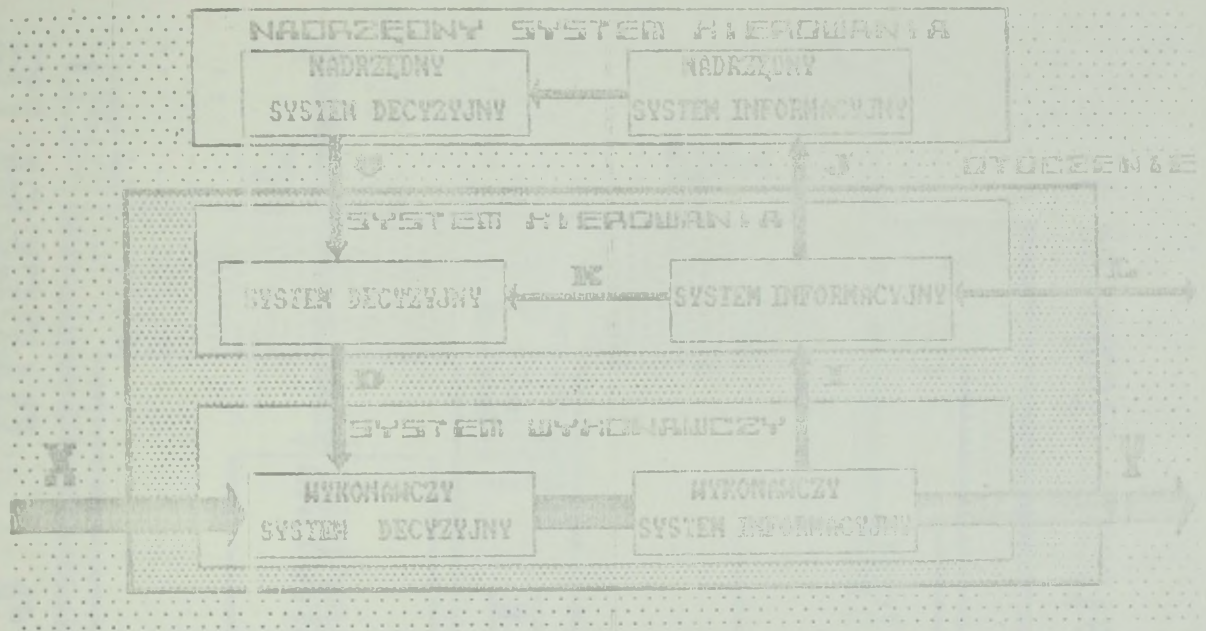 NADRZĘDNY SYSTEM KIEROWANIA
NADRZĘDNY
SYSTEM DECYZYJNY
NADRZĘDNY
SYSTEM INFORMACYJNY
J
OTOCZENIE
SYSTEM KIEROWANIA
SYSTEM DECYZYJNY
K
SYSTEM INFORMACYJNY
D
I
SYSTEM WYKONAWCZY
X
Y
WYKONAWCZY
SYSTEM DECYZYJNY
WYKONAWCZY
SYSTEM INFORMACYJNY